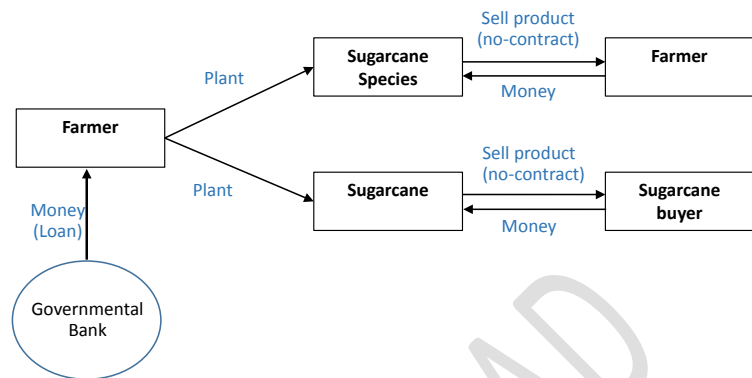 Sell product
(no-contract)
Sugarcane
Species
Farmer
Plant
Money
Farmer
Sell product
(no-contract)
Plant
Sugarcane
Sugarcane
buyer
Money
Money
(Loan)
Governmental
Bank